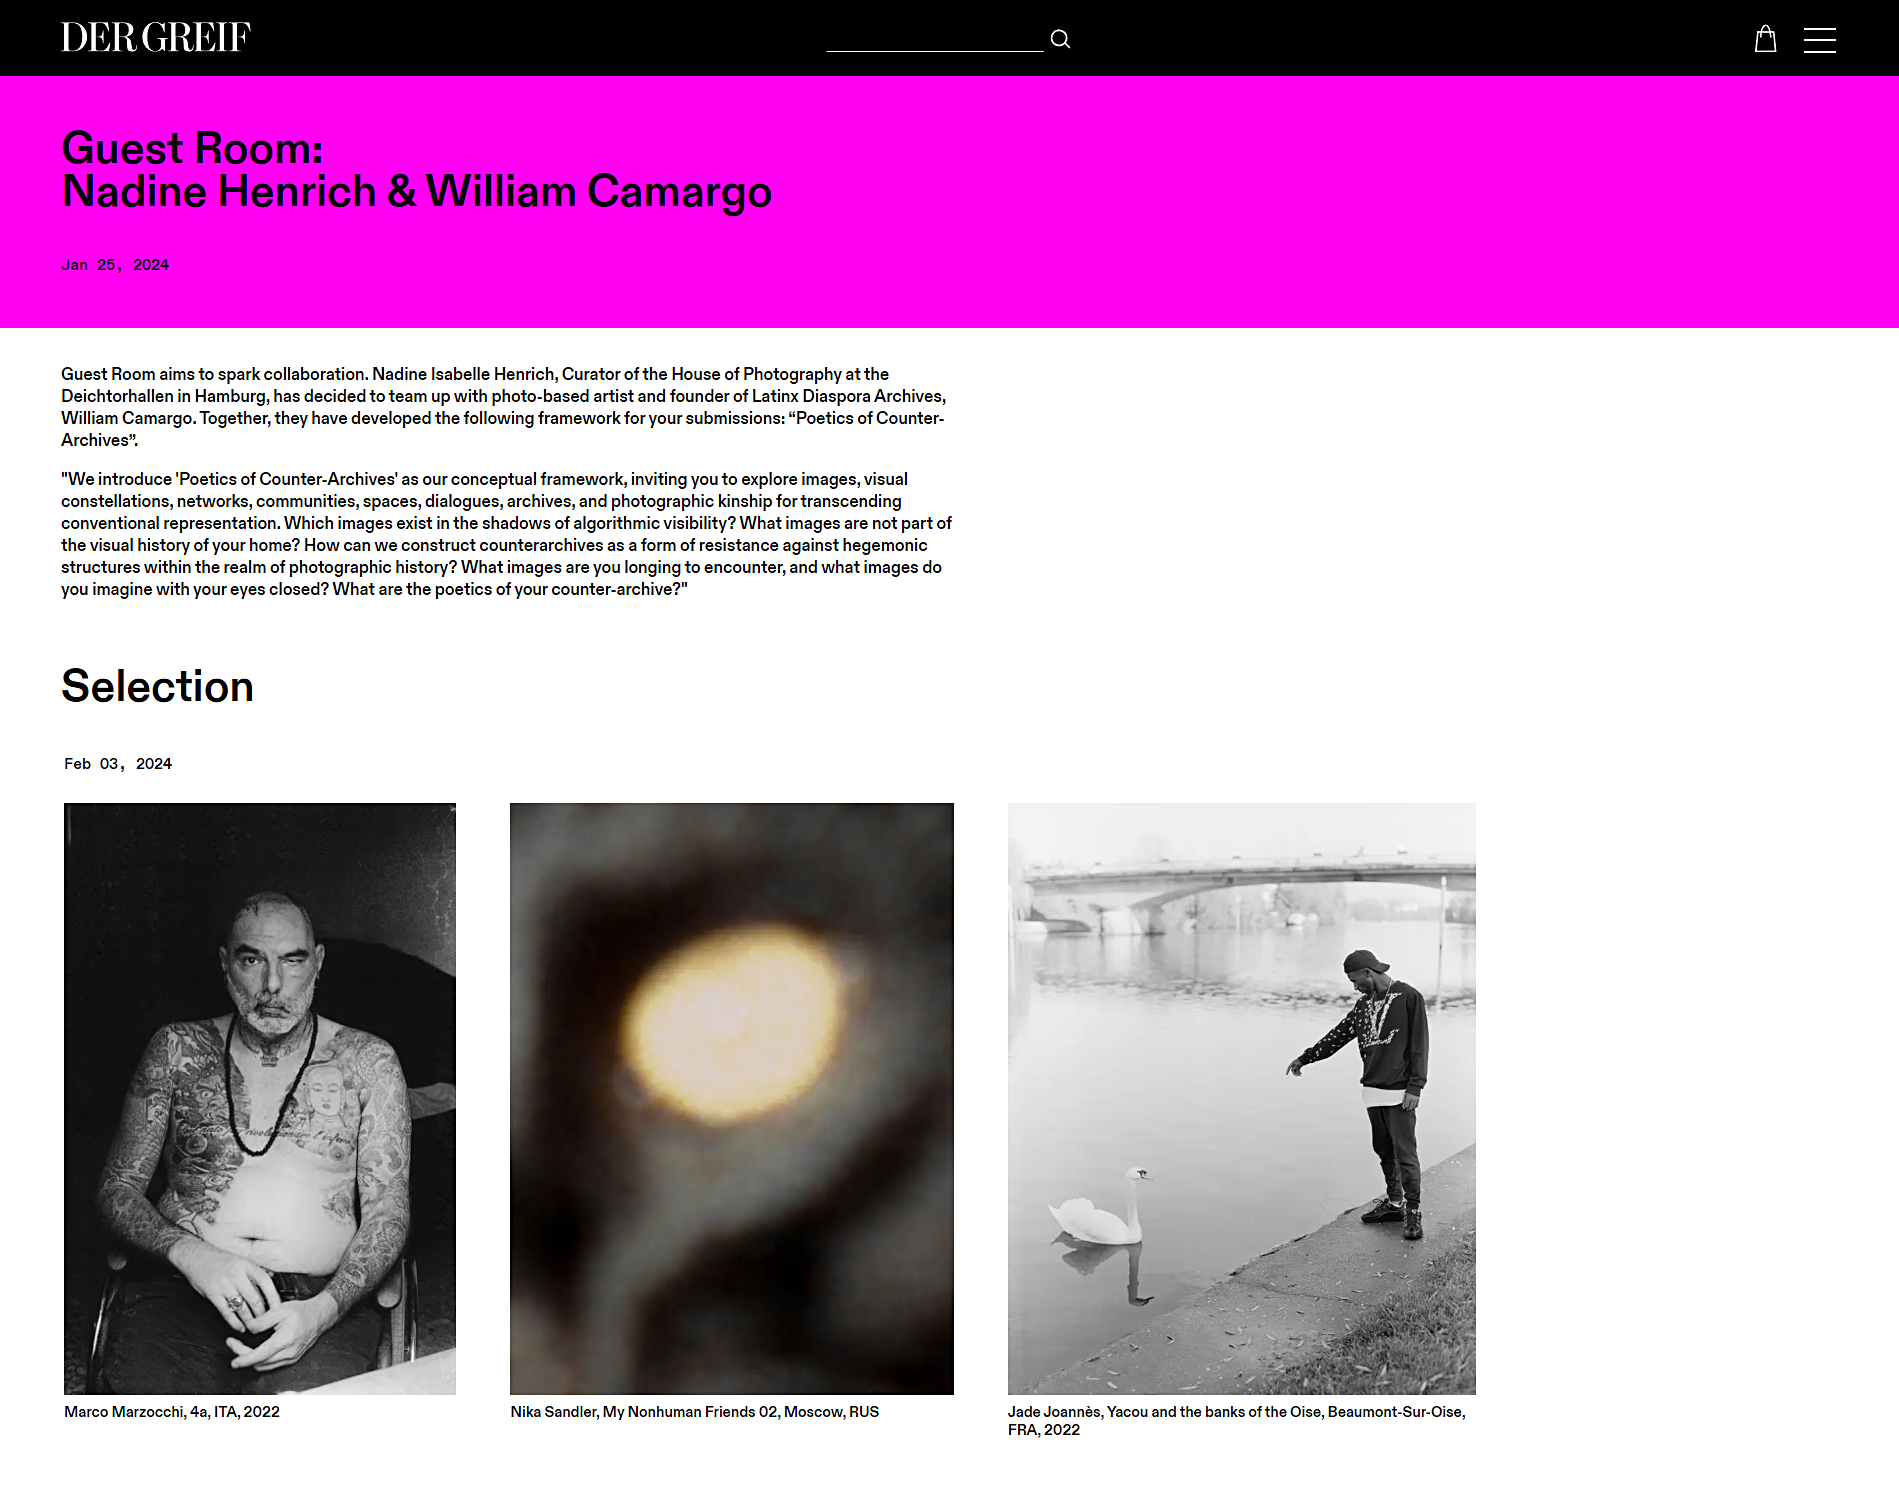 DER GREIF
Guest Room:
Nadine Henrich & William Camargo
Jan 25, 2024
Guest Room aims to spark collaboration. Nadine Isabelle Henrich, Curator of the House of Photography at the
Deichtorhallen in Hamburg, has decided to team up with photo-based artist and founder of Latinx Diaspora Archives,
William Camargo. Together, they have developed the following framework for your submissions: “Poetics of Counter-
Archives”.
"We introduce 'Poetics of Counter-Archives' as our conceptual framework, inviting you to explore images, visual
constellations, networks, communities, spaces, dialogues, archives, and photographic kinship for transcending
conventional representation. Which images exist in the shadows of algorithmic visibility? What images are not part of
the visual history of your home? How can we construct counterarchives as a form of resistance against hegemonic
structures within the realm of photographic history? What images are you longing to encounter, and what images do
you imagine with your eyes closed? What are the poetics of your counter-archive?"
Selection
Feb 03, 2024
Marco Marzocchi, 4a, ITA, 2022
Nika Sandler, My Nonhuman Friends 02, Moscow, RUS
Jade Joannès, Yacou and the banks of the Oise, Beaumont-Sur-Oise,
FRA, 2022